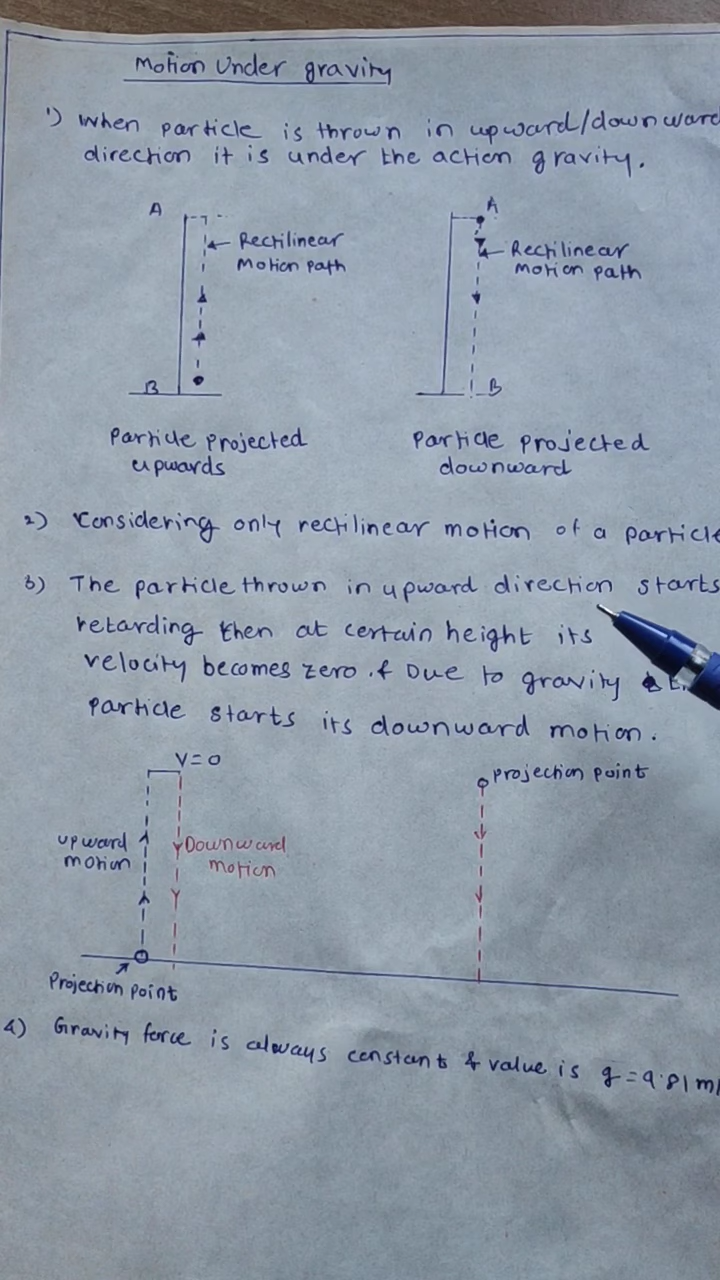 Motion Under gravity
1) When particle is thrown in upward/downward
direction it is under the action gravity.
A
Rectilinear
Motion path
B
Particle projected
upwards
A
Rectilinear
motion path
B
Particle projected
downward
2) Considering only rectilinear motion of a particle
3) The particle thrown in upward direction starts
retarding then at certain height its
velocity becomes zero. & Due to gravity
particle starts its downward motion.
V=0
upward
motion
Downward
motion
Projection point
projection point
4) Gravity force is always constant & value is g=9.81 m/